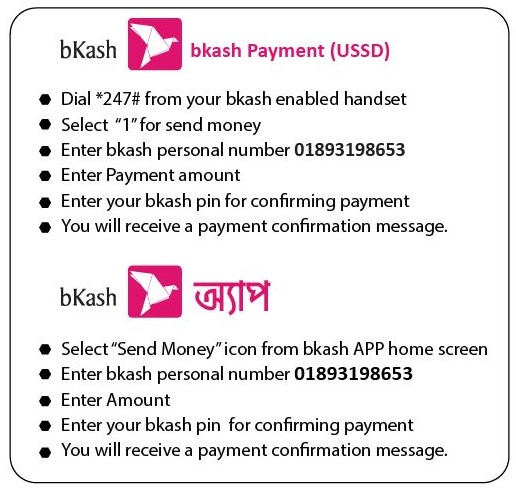 bKash bkash Payment (USSD)
Dial *247# from your bkash enabled handset
Select “1” for send money
Enter bkash personal number 01893198653
Enter Payment amount
Enter your bkash pin for confirming payment
You will receive a payment confirmation message.
bKash অ্যাপ
Select “Send Money” icon from bkash APP home screen
Enter bkash personal number 01893198653
Enter Amount
Enter your bkash pin for confirming payment
You will receive a payment confirmation message.